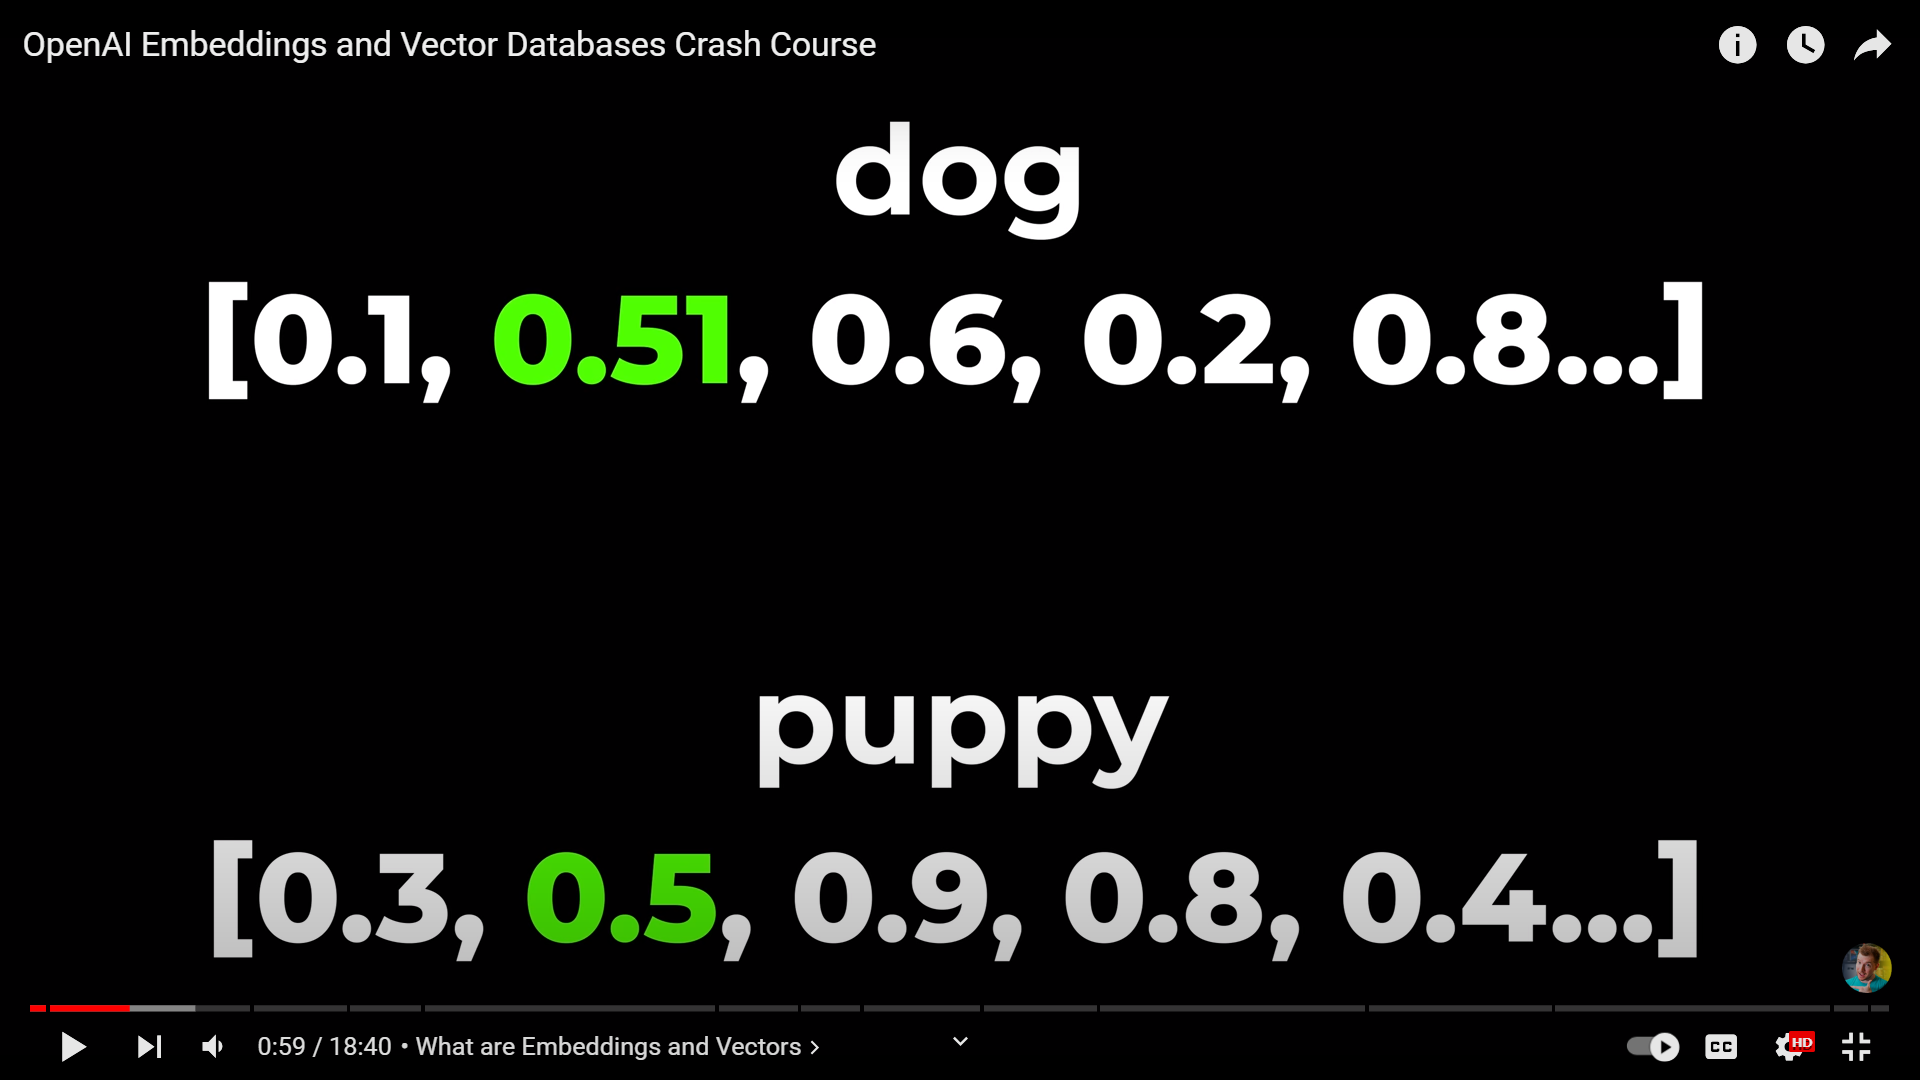 OpenAI Embeddings and Vector Databases Crash Course
dog
[0.1, 0.51, 0.6, 0.2, 0.8...]
puppy
[0.3, 0.5, 0.9, 0.8, 0.4...]
0:59 / 18:40 • What are Embeddings and Vectors
CC
HD